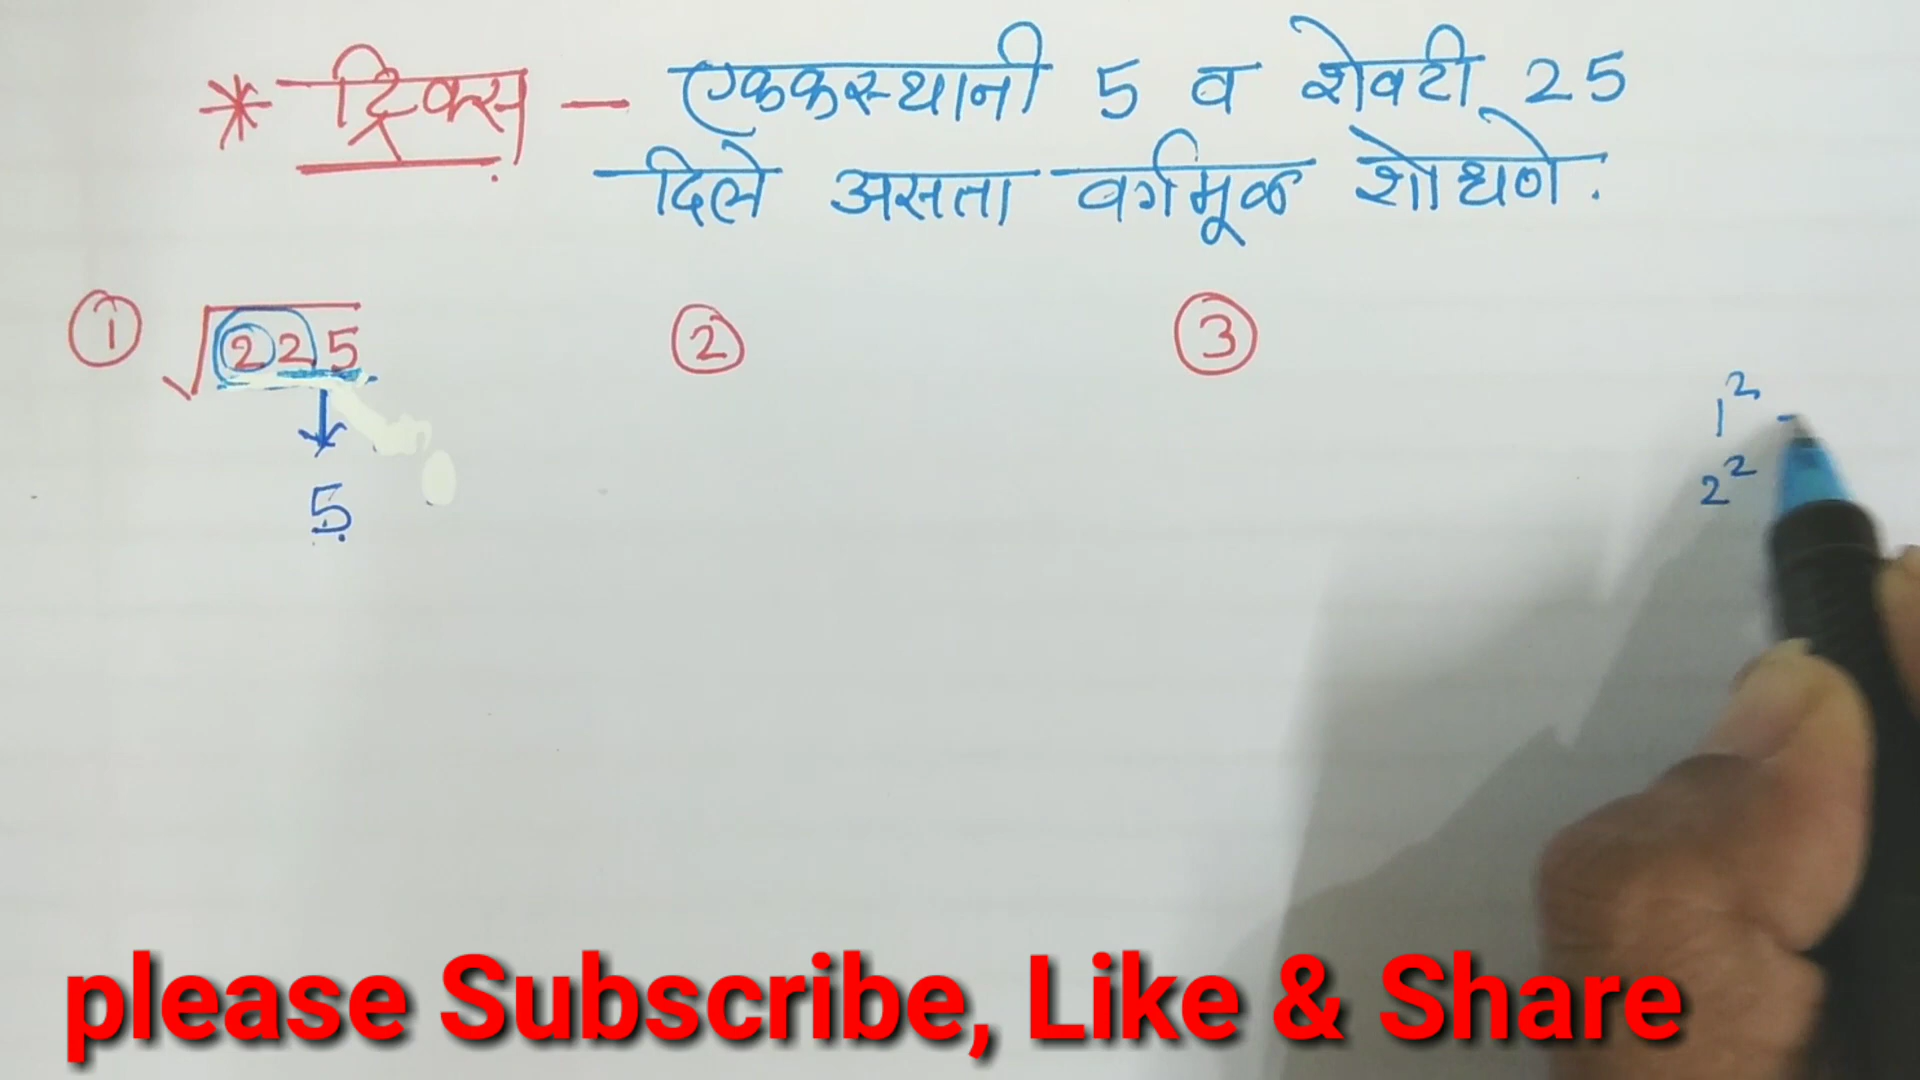 * ट्रिक्स - एककस्थानी 5 व शेवटी 25
दिले असता वर्गमूळ शोधणे.
① √225 ② ③
5
1² -
2²
please Subscribe, Like & Share